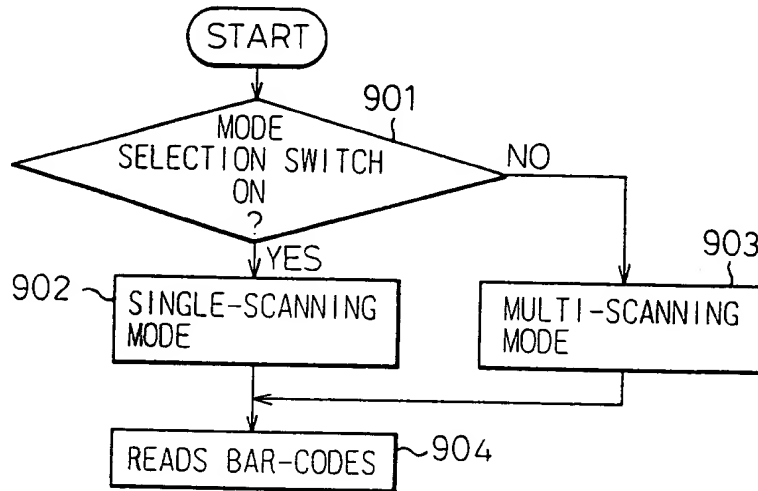 START
901
MODE
SELECTION SWITCH
ON
?
NO
YES
903
902
SINGLE-SCANNING
MODE
MULTI-SCANNING
MODE
READS BAR-CODES
904